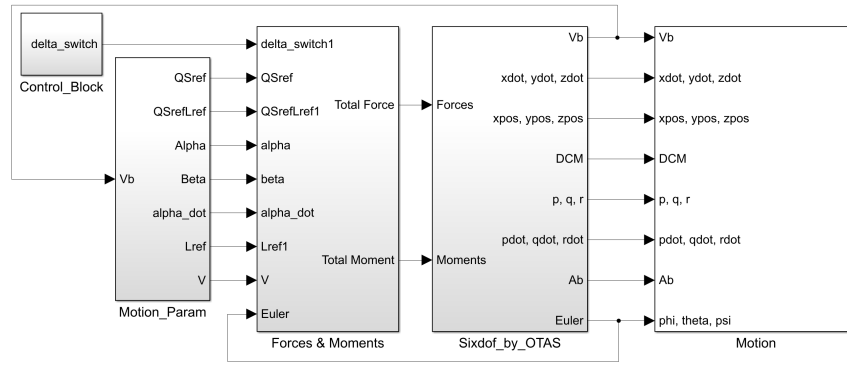 delta_switch
Control_Block
QSref
QSrefLref
Alpha
Vb
Beta
alpha_dot
Lref
V
Motion_Param
delta_switch1
QSref
QSrefLref1
Total Force
alpha
beta
alpha_dot
Lref1
Total Moment
V
Euler
Forces & Moments
Vb
xdot, ydot, zdot
Forces
xpos, ypos, zpos
DCM
p, q, r
pdot, qdot, rdot
Moments
Ab
Euler
Sixdof_by_OTAS
Vb
xdot, ydot, zdot
xpos, ypos, zpos
DCM
p, q, r
pdot, qdot, rdot
Ab
phi, theta, psi
Motion